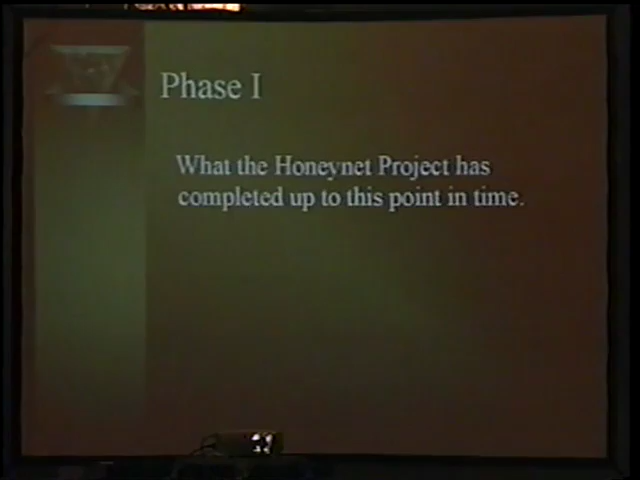 Phase I
What the Honeynet Project has
completed up to this point in time.